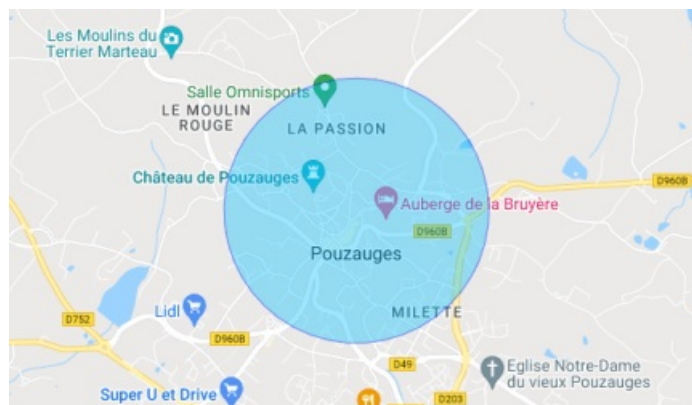 Les Moulins du
Terrier Marteau
Salle Omnisports
LE MOULIN
ROUGE
LA PASSION
Château de Pouzauges
D960B
Auberge de la Bruyère
D960B
Pouzauges
Lidl
MILETTE
D752
D960B
D49
Eglise Notre-Dame
du vieux Pouzauges
Super U et Drive
D203